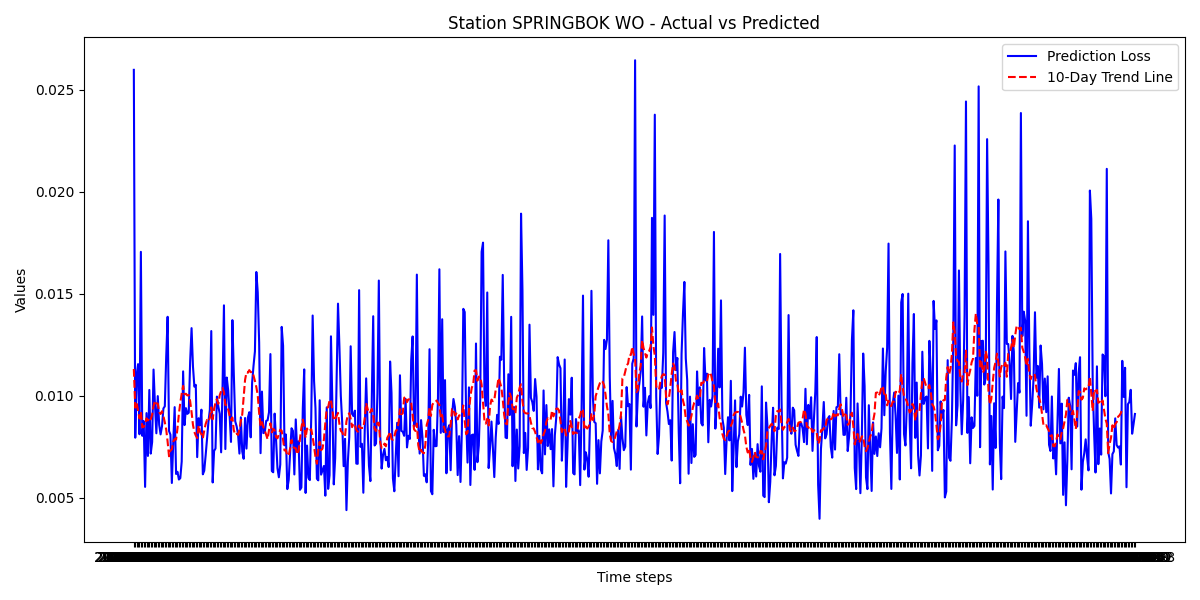 Station SPRINGBOK WO - Actual vs Predicted
Prediction Loss
10-Day Trend Line
0.025
0.020
0.015
0.010
0.005
Values
Time steps